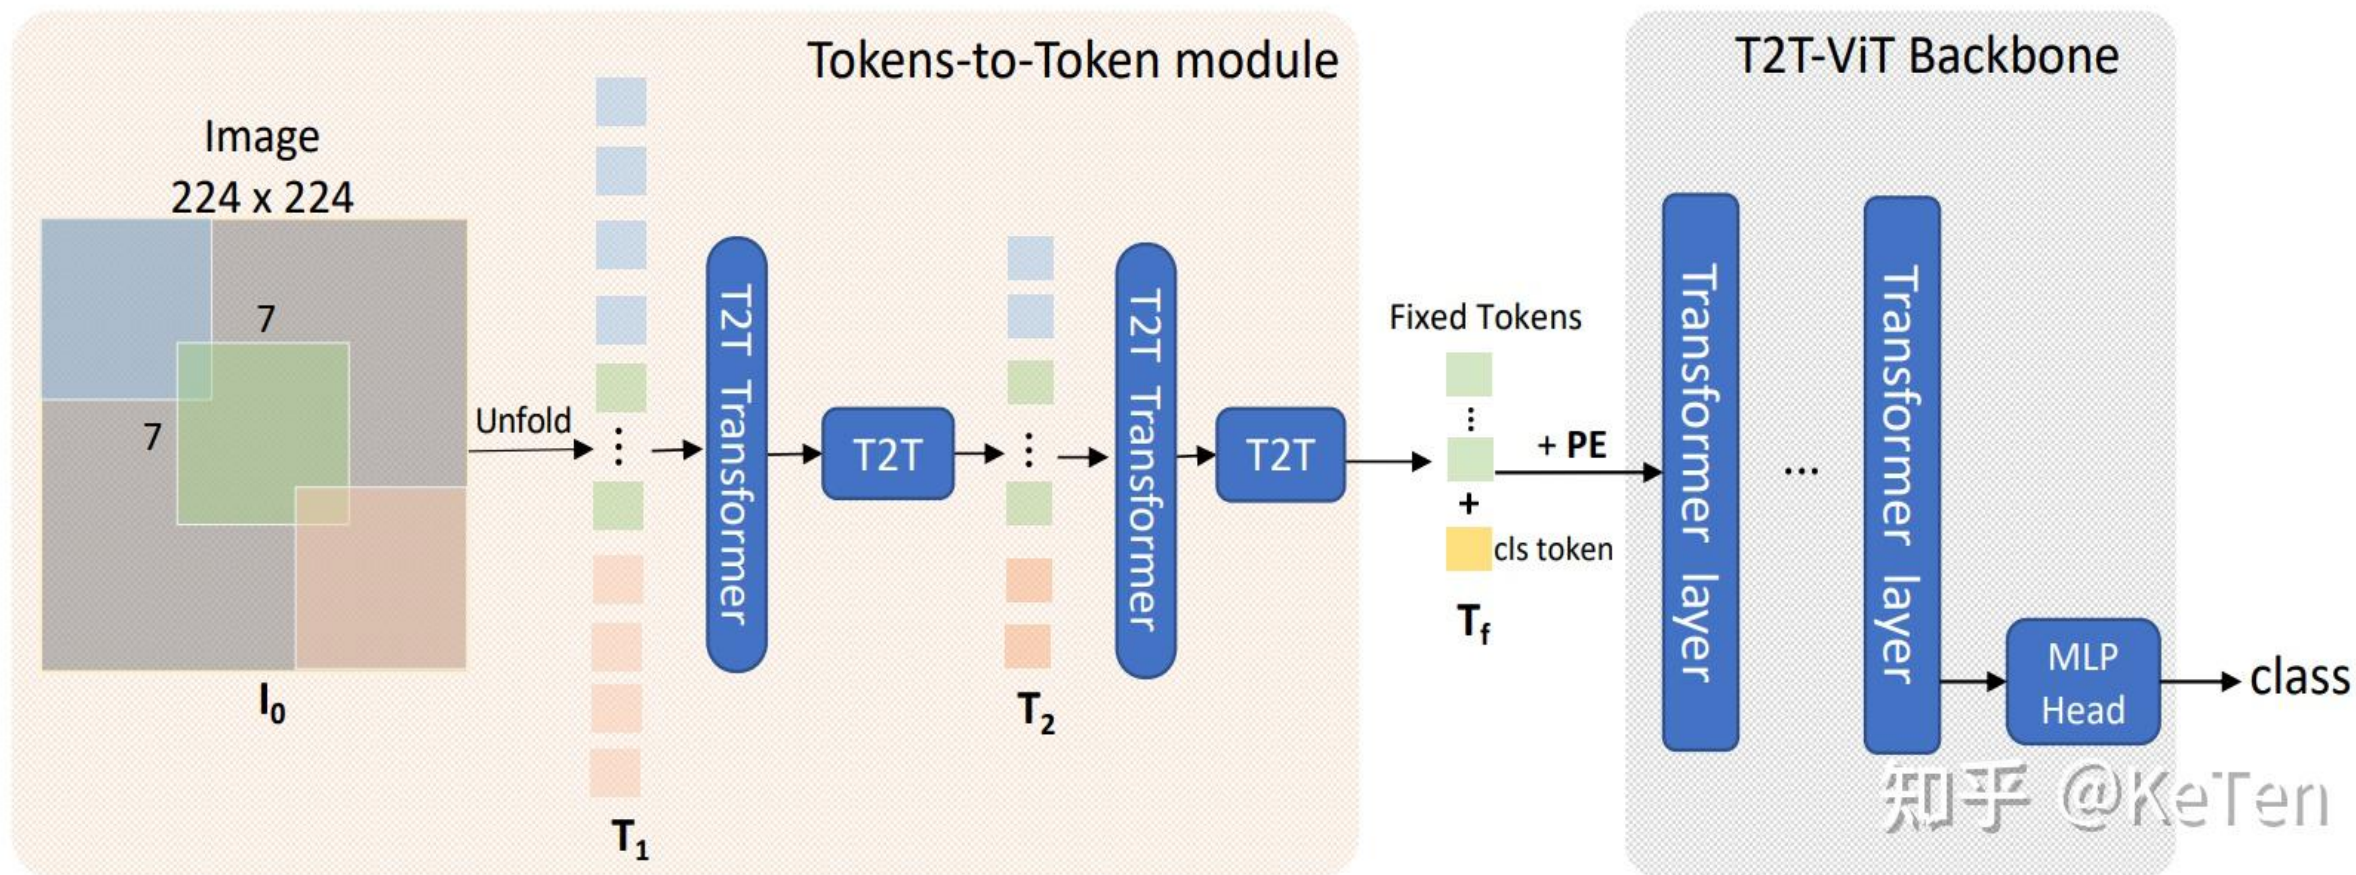 Tokens-to-Token module
T2T-ViT Backbone
Image
224 x 224
7
7
I0
Unfold
T1
T2T Transformer
T2T
T2
T2T Transformer
T2T
Fixed Tokens
+
cls token
Tf
+ PE
Transformer layer
...
Transformer layer
MLP
Head
class
知乎 @KeTen